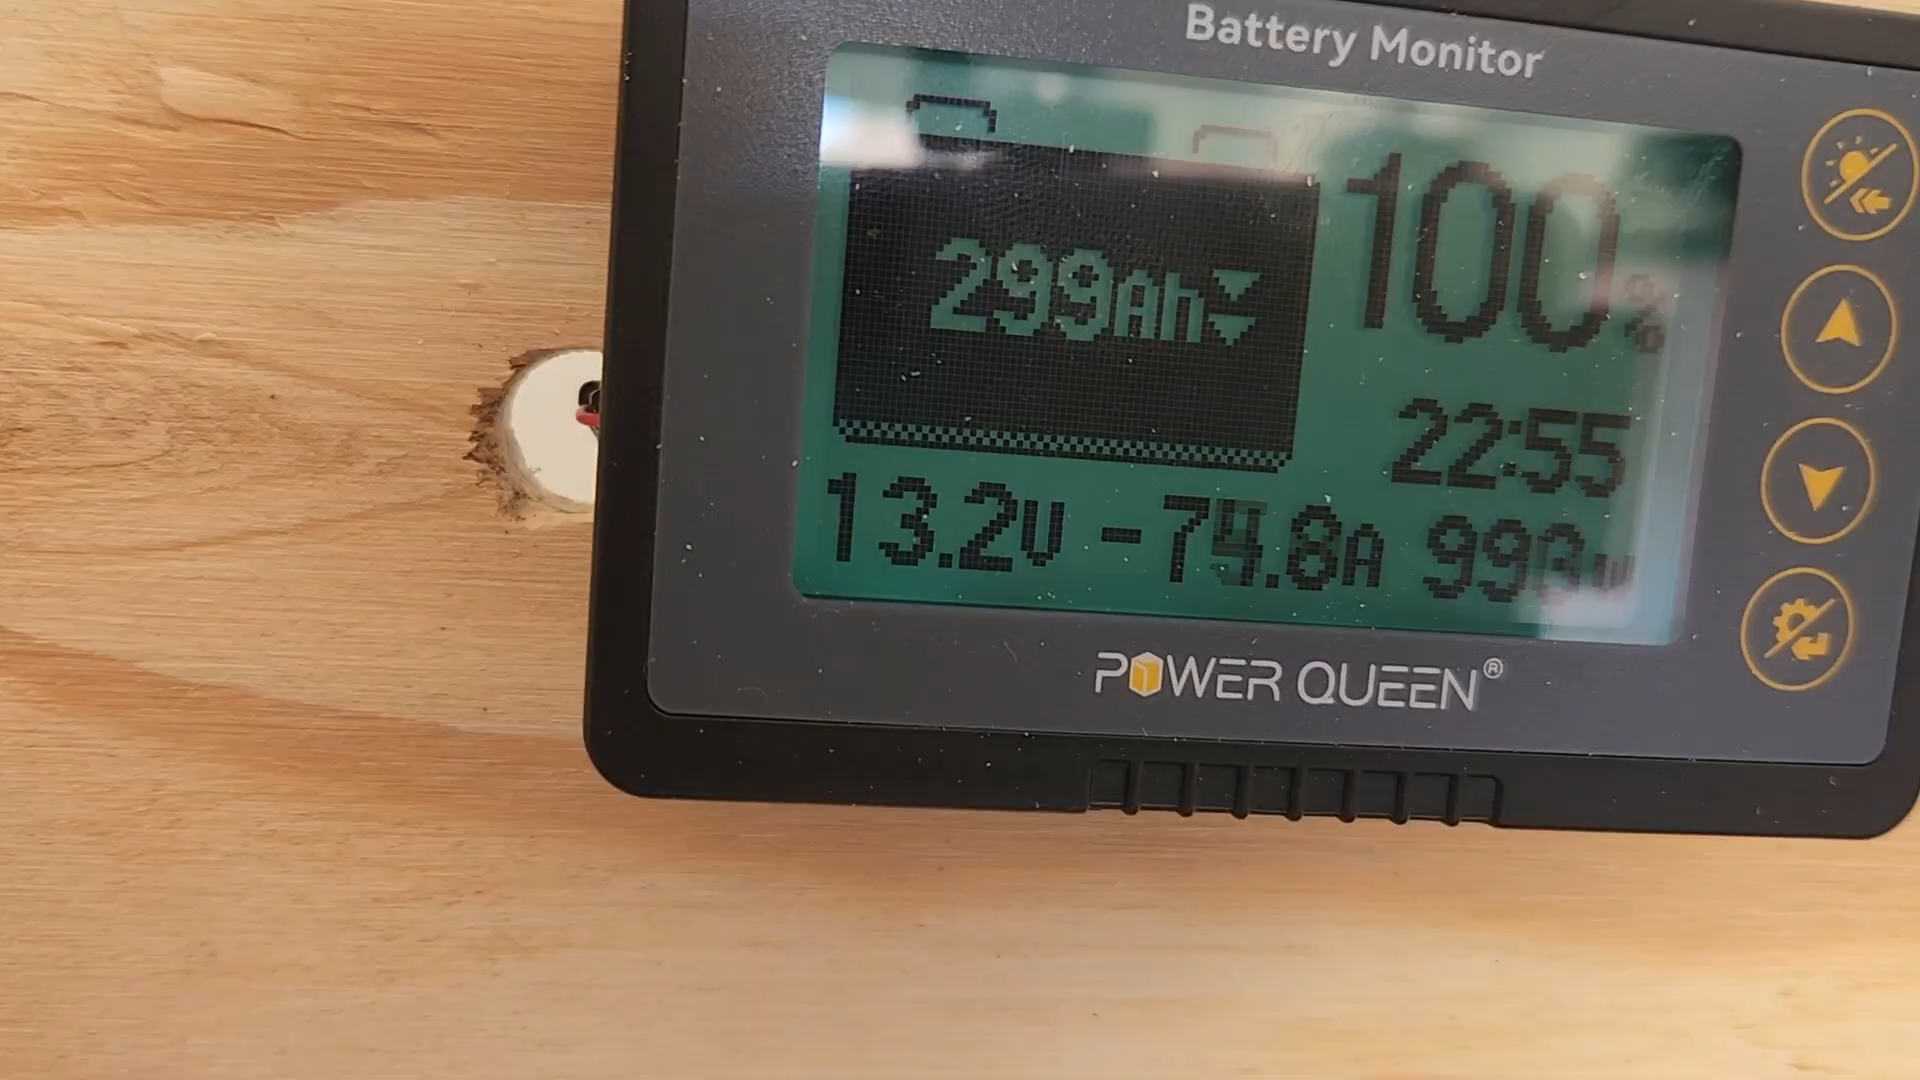 Battery Monitor
299Ah
100%
22:55
13.2V
POWER QUEEN®